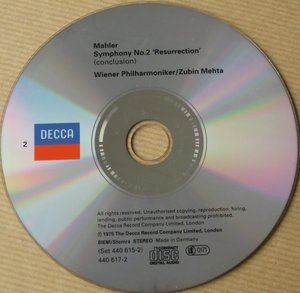 Mahler
Symphony No.2 'Resurrection'
(conclusion)
Wiener Philharmoniker/Zubin Mehta
2
DECCA
All rights reserved. Unauthorised copying, reproduction, hiring,
lending, public performance and broadcasting prohibited.
The Decca Record Company Limited, London
℗ 1975 The Decca Record Company Limited, London
BIEM/Stemra STEREO Made in Germany
(Set 440 615-2)
440 617-2
COMPACT
disc
DIGITAL AUDIO